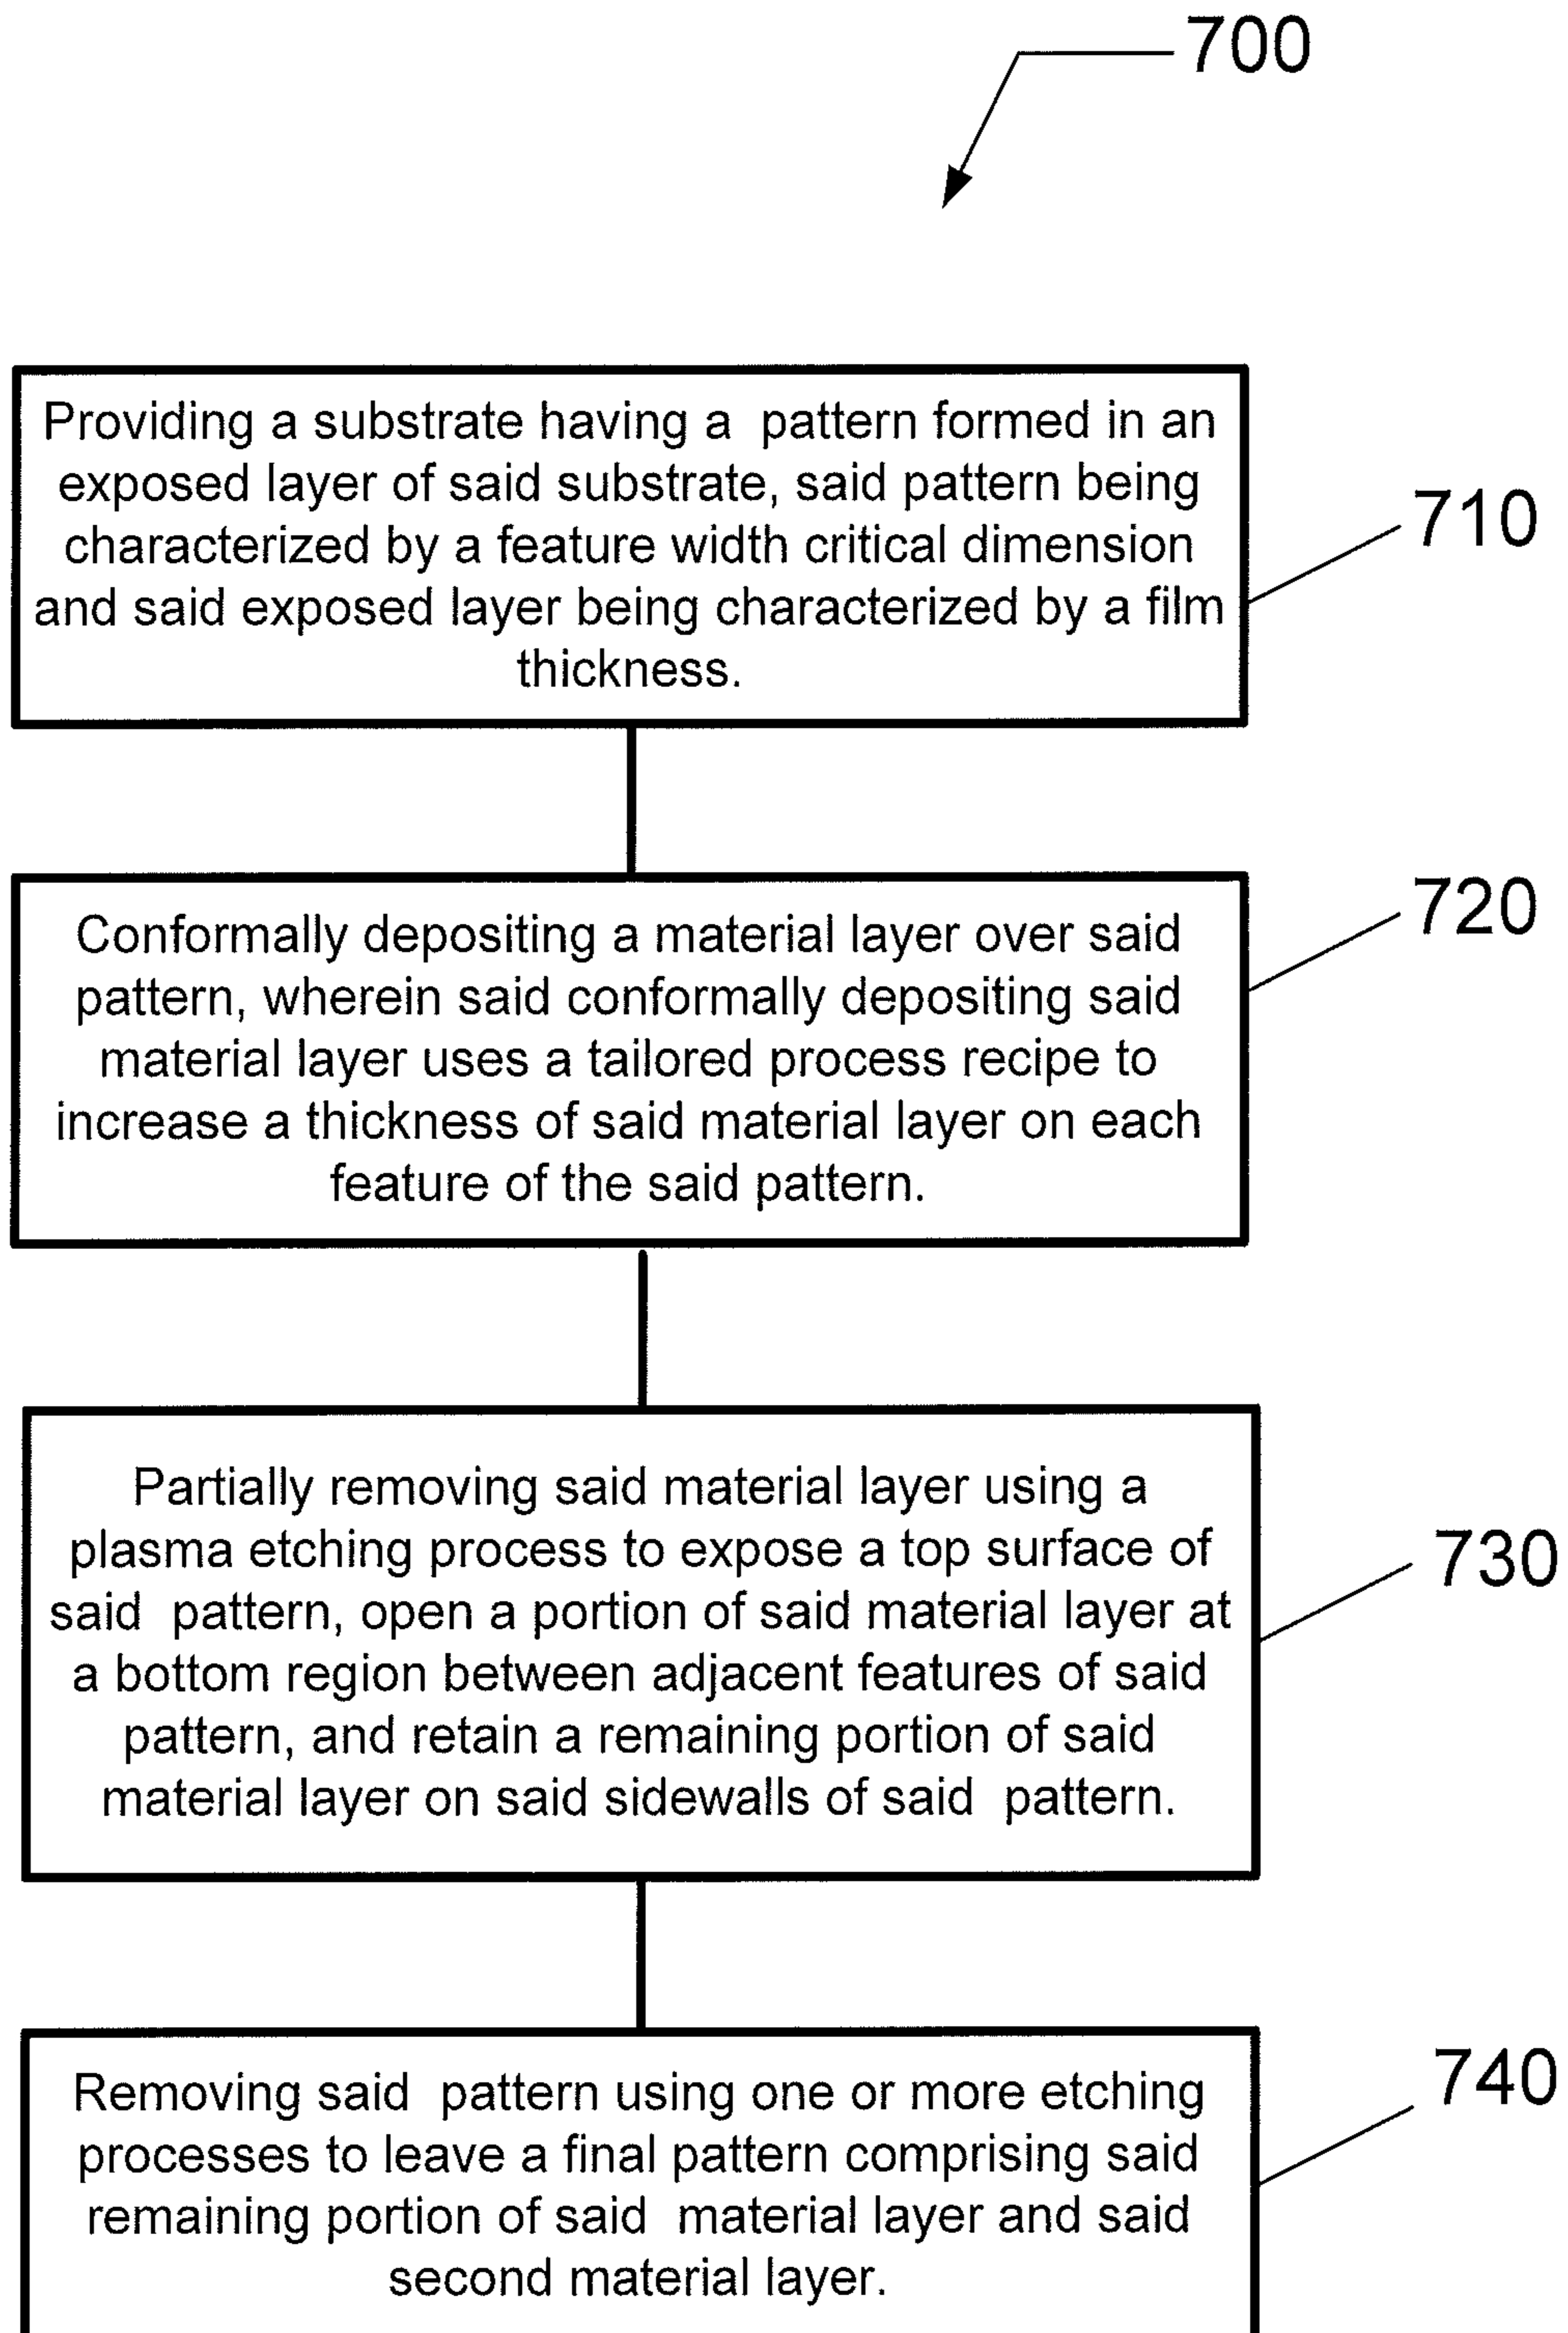 700
Providing a substrate having a pattern formed in an
exposed layer of said substrate, said pattern being
characterized by a feature width critical dimension
and said exposed layer being characterized by a film
thickness.
710
Conformally depositing a material layer over said
pattern, wherein said conformally depositing said
material layer uses a tailored process recipe to
increase a thickness of said material layer on each
feature of the said pattern.
720
Partially removing said material layer using a
plasma etching process to expose a top surface of
said pattern, open a portion of said material layer at
a bottom region between adjacent features of said
pattern, and retain a remaining portion of said
material layer on said sidewalls of said pattern.
730
Removing said pattern using one or more etching
processes to leave a final pattern comprising said
remaining portion of said material layer and said
second material layer.
740